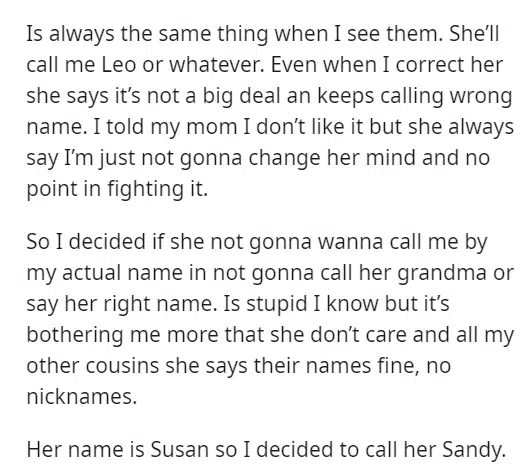 Is always the same thing when I see them. She’ll
call me Leo or whatever. Even when I correct her
she says it’s not a big deal an keeps calling wrong
name. I told my mom I don’t like it but she always
say I’m just not gonna change her mind and no
point in fighting it.
So I decided if she not gonna wanna call me by
my actual name in not gonna call her grandma or
say her right name. Is stupid I know but it’s
bothering me more that she don’t care and all my
other cousins she says their names fine, no
nicknames.
Her name is Susan so I decided to call her Sandy.